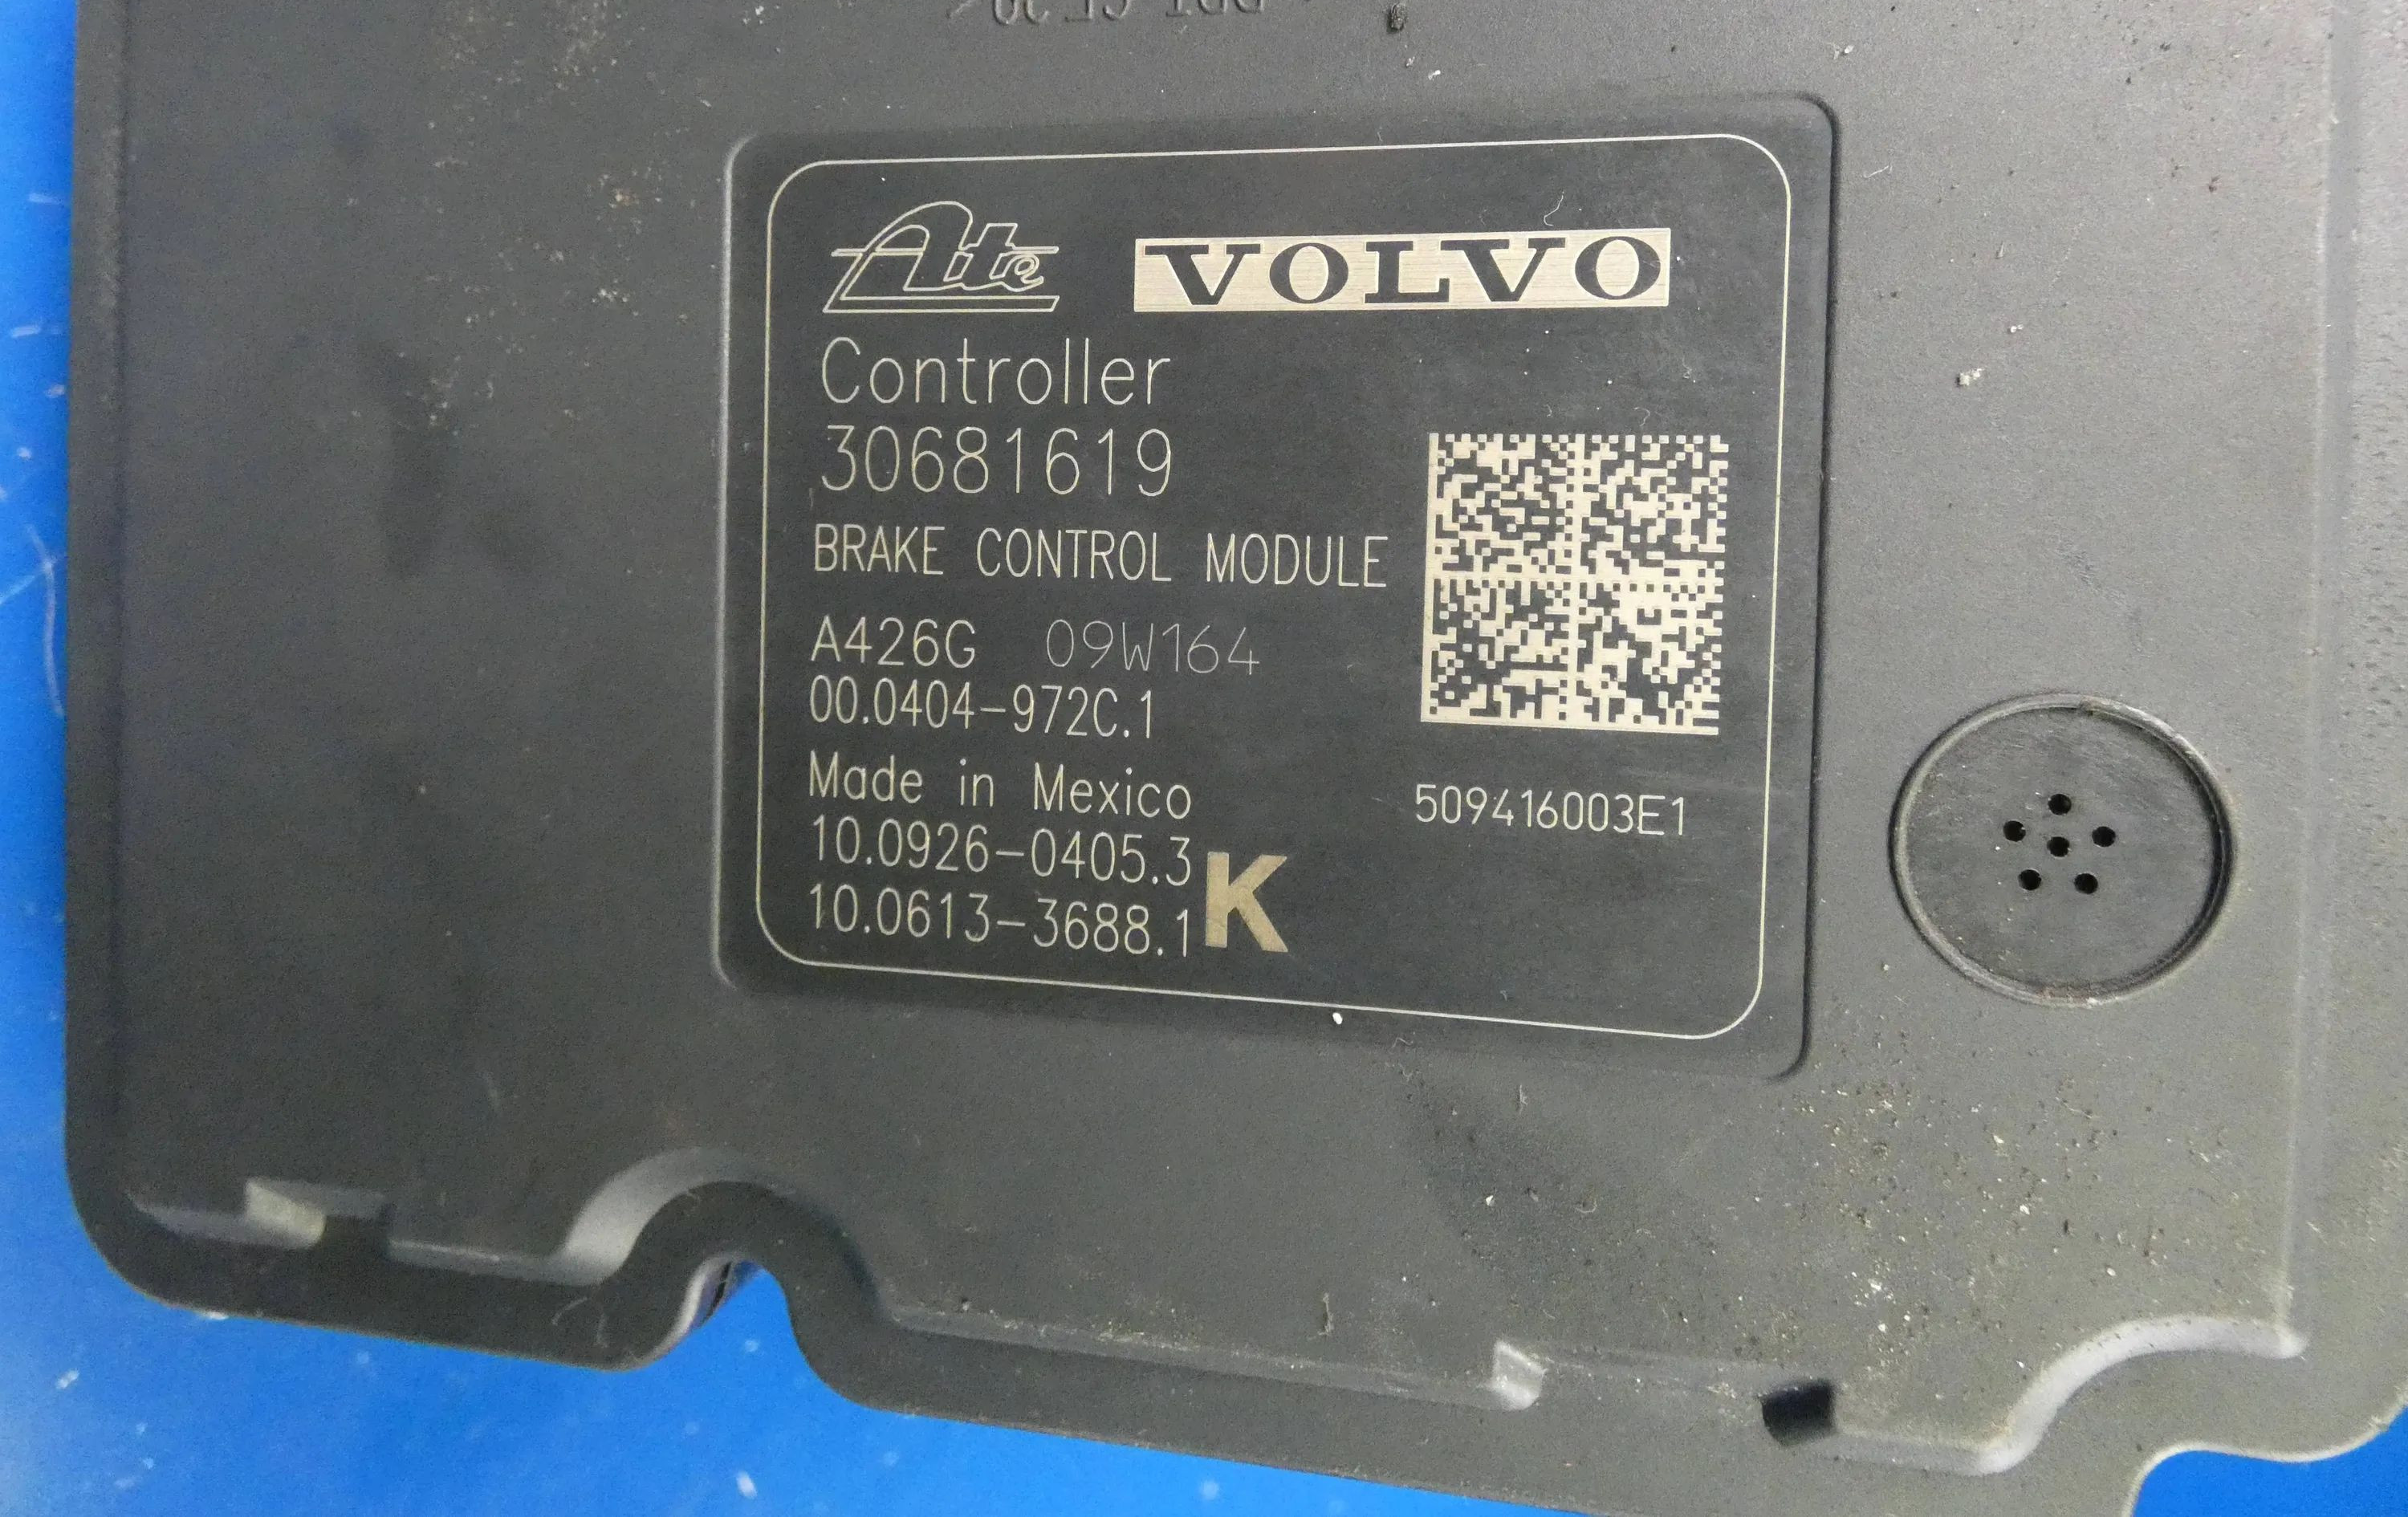 Ate VOLVO
Controller
30681619
BRAKE CONTROL MODULE
A426G 09W164
00.0404-972C.1
Made in Mexico
509416003E1
10.0926-0405.3
10.0613-3688.1 K